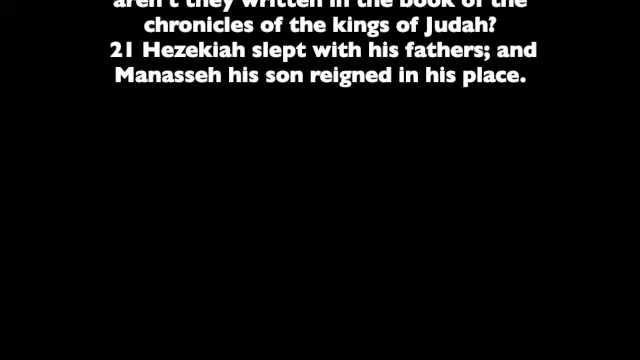 aren't they written in the book of the
chronicles of the kings of Judah?
21 Hezekiah slept with his fathers; and
Manasseh his son reigned in his place.